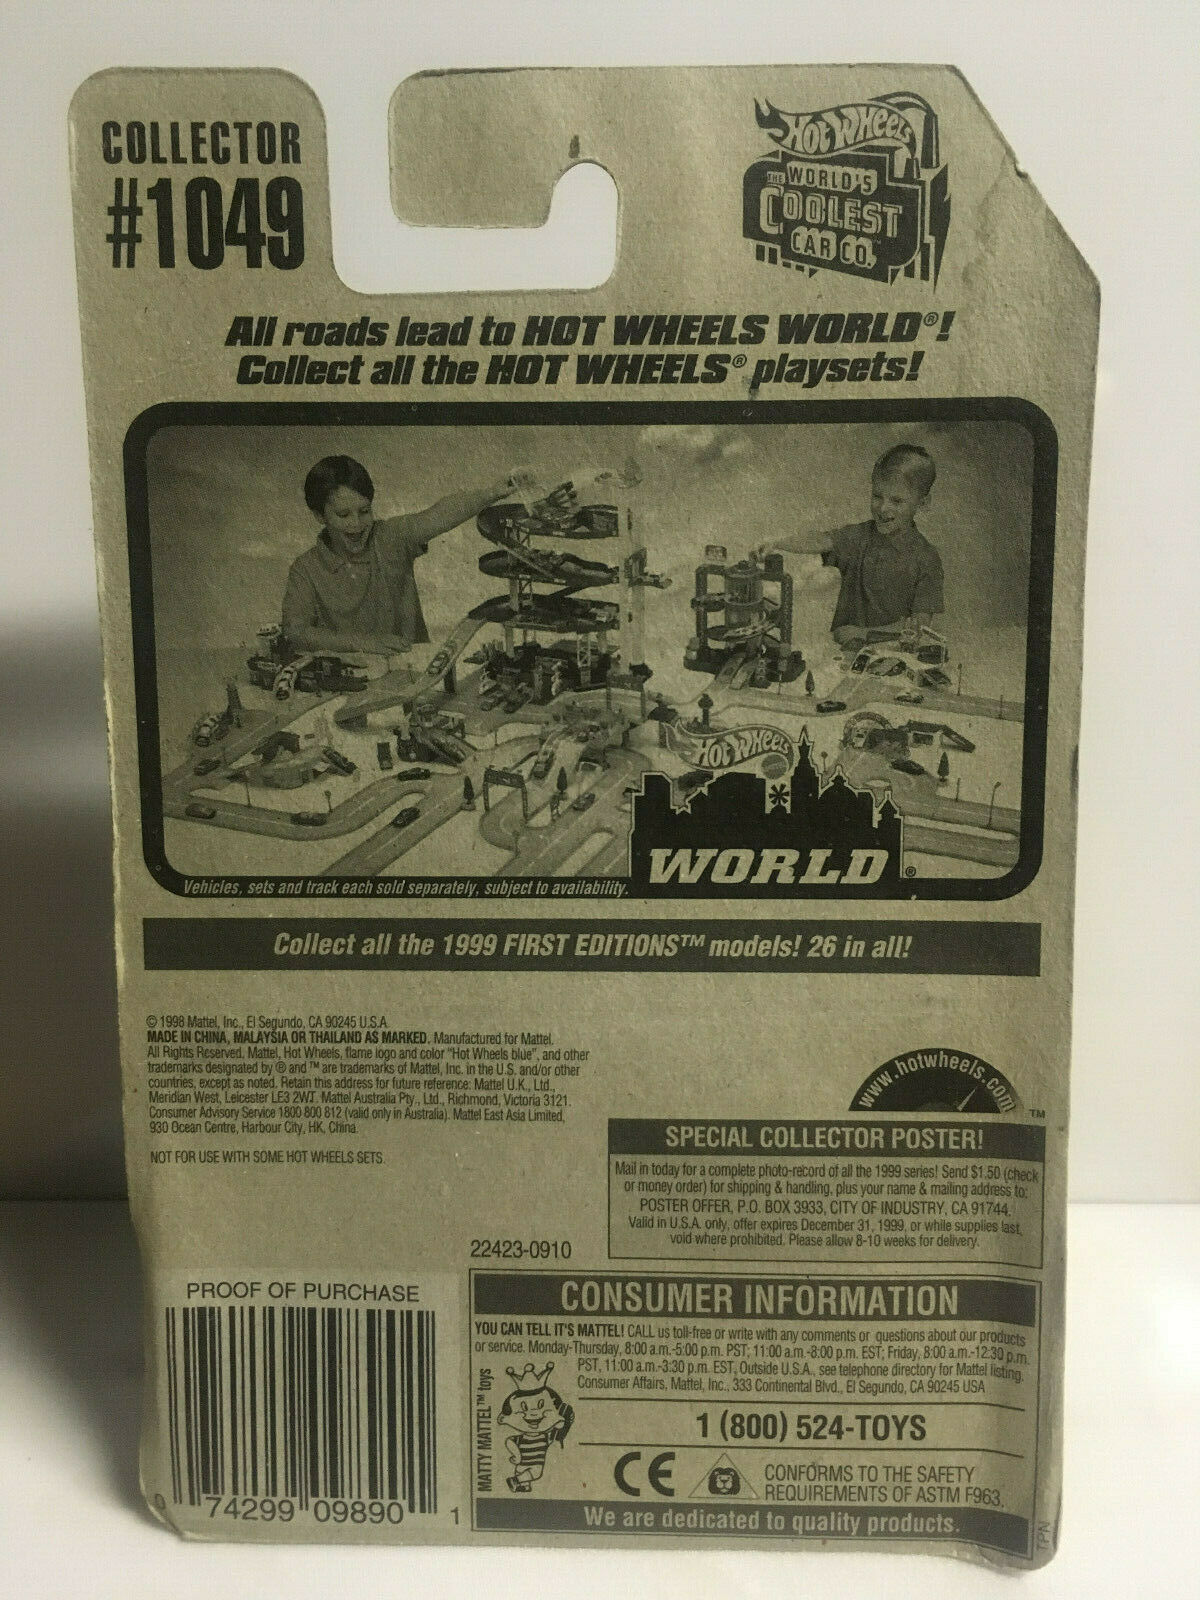 COLLECTOR
#1049
HOT WHEELS
THE WORLD'S
COOLEST
CAR CO.™
All roads lead to HOT WHEELS WORLD®!
Collect all the HOT WHEELS® playsets!
HOT WHEELS
WORLD®
Vehicles, sets and track each sold separately, subject to availability.
Collect all the 1999 FIRST EDITIONS™ models! 26 in all!
© 1998 Mattel, Inc., El Segundo, CA 90245 U.S.A.
MADE IN CHINA, MALAYSIA OR THAILAND AS MARKED. Manufactured for Mattel.
All Rights Reserved. Mattel, Hot Wheels, flame logo and color "Hot Wheels blue", and other
trademarks designated by ® and ™ are trademarks of Mattel, Inc. in the U.S. and/or other
countries, except as noted. Retain this address for future reference: Mattel U.K., Ltd.,
Meridian West, Leicester LE3 2WJ. Mattel Australia Pty., Ltd., Richmond, Victoria 3121.
Consumer Advisory Service 1800 800 812 (valid only in Australia). Mattel East Asia Limited,
930 Ocean Centre, Harbour City, HK, China.
NOT FOR USE WITH SOME HOT WHEELS SETS.
www.hotwheels.com
™
SPECIAL COLLECTOR POSTER!
Mail in today for a complete photo-record of all the 1999 series! Send $1.50 (check
or money order) for shipping & handling, plus your name & mailing address to:
POSTER OFFER, P.O. BOX 3933, CITY OF INDUSTRY, CA 91744.
Valid in U.S.A. only, offer expires December 31, 1999, or while supplies last,
void where prohibited. Please allow 8-10 weeks for delivery.
22423-0910
PROOF OF PURCHASE
0 74299 09890 1
CONSUMER INFORMATION
YOU CAN TELL IT'S MATTEL! CALL us toll-free or write with any comments or questions about our products
or service. Monday-Thursday, 8:00 a.m.-5:00 p.m. PST; 11:00 a.m.-8:00 p.m. EST; Friday, 8:00 a.m.-12:30 p.m.
PST, 11:00 a.m.-3:30 p.m. EST, Outside U.S.A., see telephone directory for Mattel listing.
Consumer Affairs, Mattel, Inc., 333 Continental Blvd., El Segundo, CA 90245 USA
MATTY MATTEL™ toys
1 (800) 524-TOYS
CE
CONFORMS TO THE SAFETY
REQUIREMENTS OF ASTM F963.
We are dedicated to quality products.
TPN